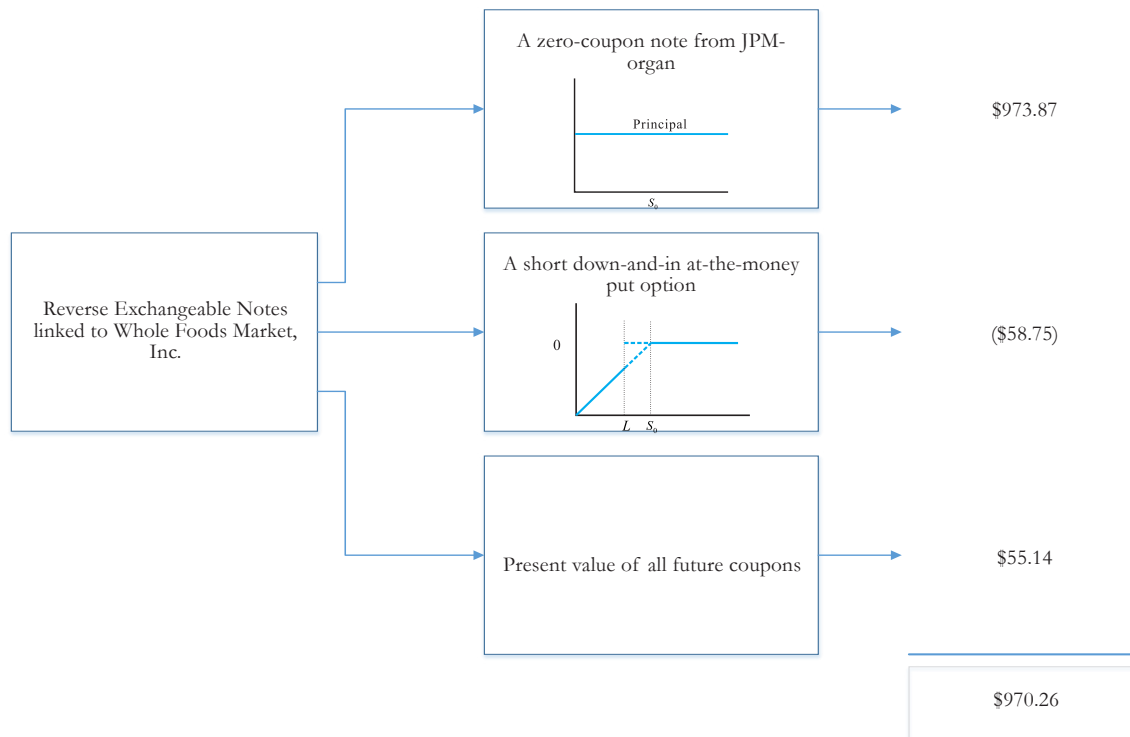 A zero-coupon note from JPM-
organ
Principal
S₀
$973.87
Reverse Exchangeable Notes
linked to Whole Foods Market,
Inc.
A short down-and-in at-the-money
put option
0
L S₀
($58.75)
Present value of all future coupons
$55.14
$970.26